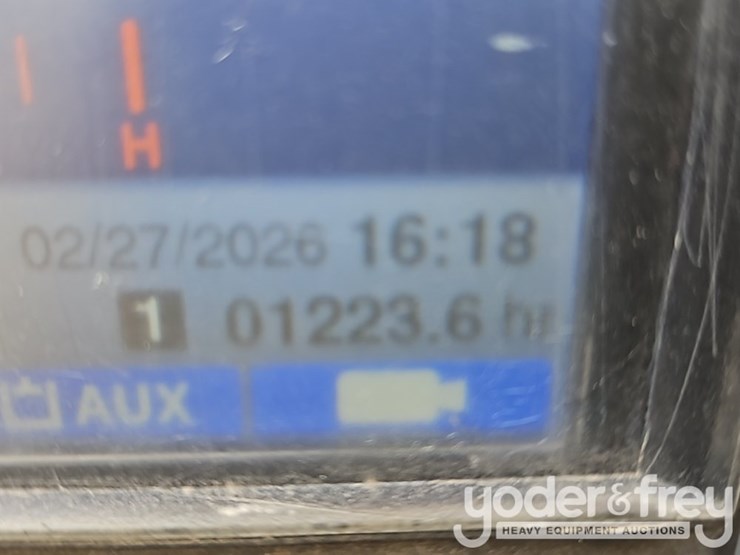 H
02/27/2026 16:18
1 01223.6 hr
AUX
yoder&frey
HEAVY EQUIPMENT AUCTIONS